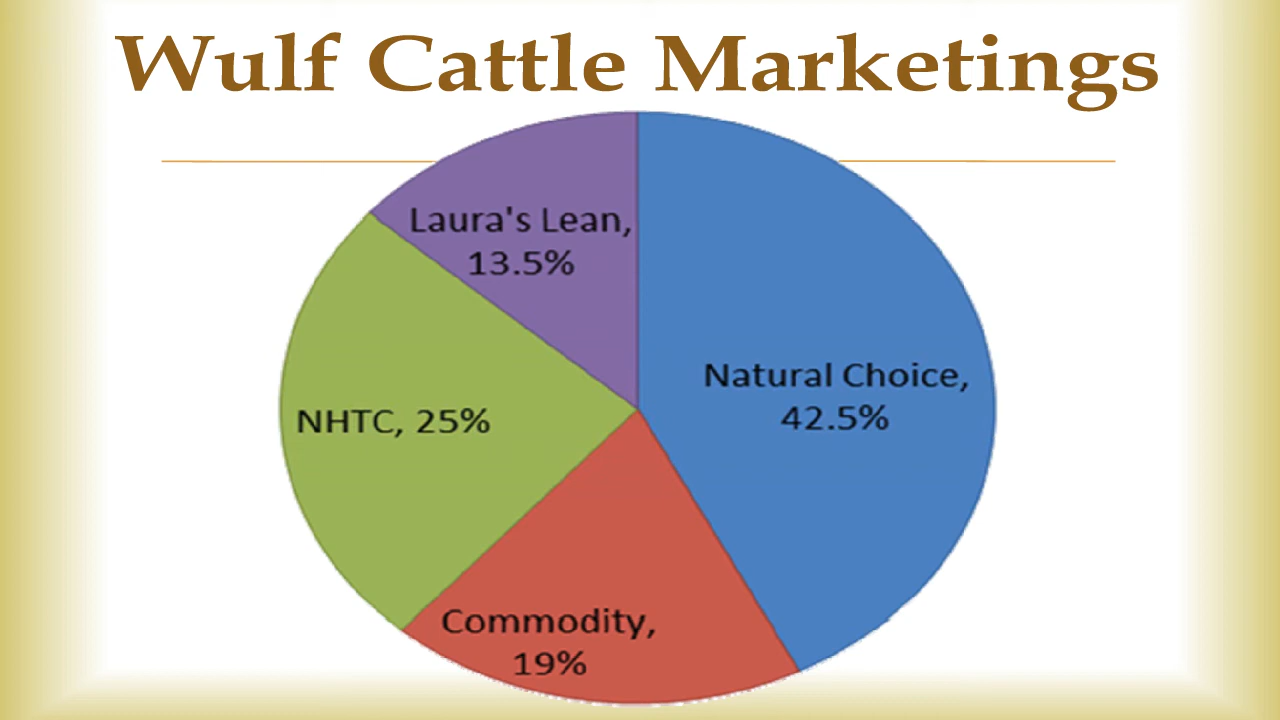 Wulf Cattle Marketings
Laura's Lean,
13.5%
Natural Choice,
42.5%
NHTC, 25%
Commodity,
19%